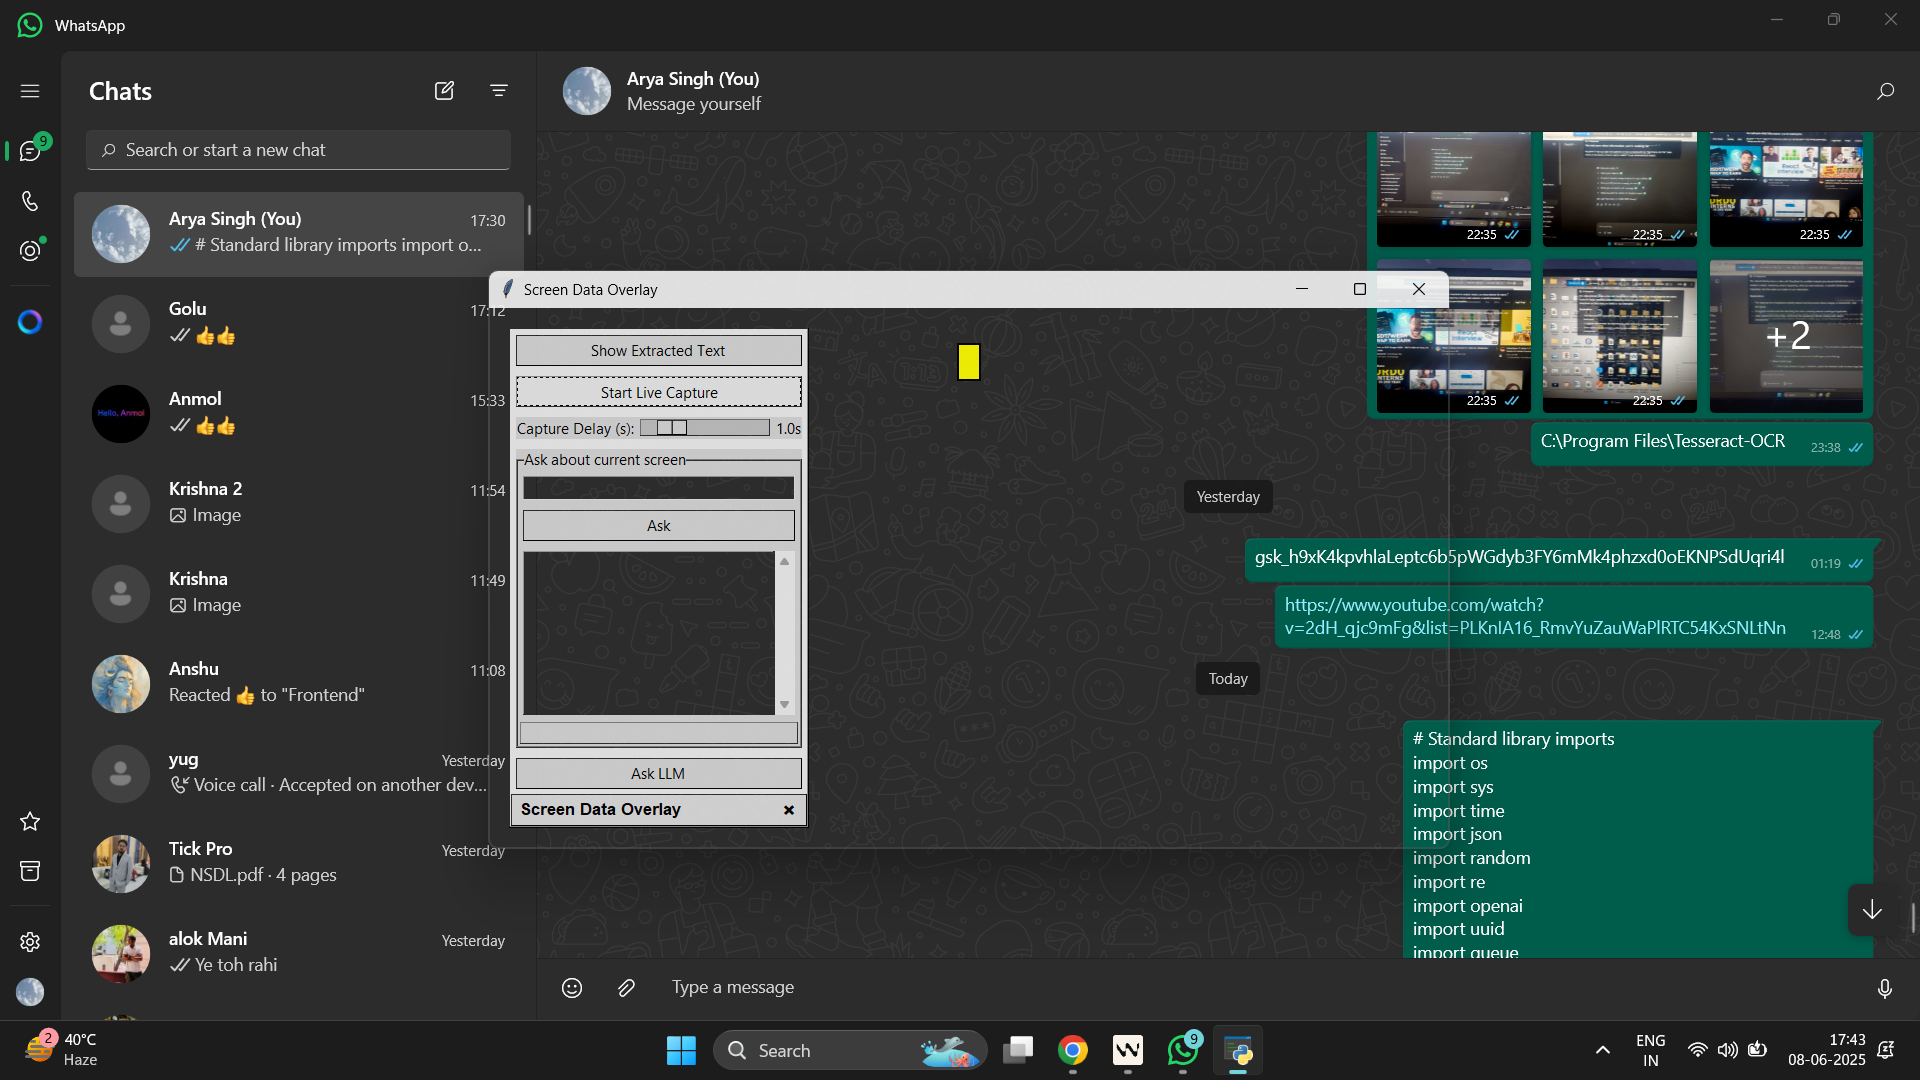 WhatsApp
Chats
Search or start a new chat
9
Arya Singh (You)
17:30
# Standard library imports import o...
Golu
17:12
👍👍
Anmol
15:33
👍👍
Hello, Anmol
Krishna 2
11:54
Image
Krishna
11:49
Image
Anshu
11:08
Reacted 👍 to "Frontend"
yug
Yesterday
Voice call · Accepted on another dev...
Tick Pro
Yesterday
NSDL.pdf · 4 pages
alok Mani
Yesterday
Ye toh rahi
Arya Singh (You)
Message yourself
22:35
22:35
22:35
22:35
22:35
+2
C:\Program Files\Tesseract-OCR
23:38
Yesterday
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
01:19
https://www.youtube.com/watch?
v=2dH_qjc9mFg&list=PLKnIA16_RmvYuZauWaPlRTC54KxSNLtNn
12:48
Today
# Standard library imports
import os
import sys
import time
import json
import random
import re
import openai
import uuid
import queue
Type a message
Screen Data Overlay
Show Extracted Text
Start Live Capture
Capture Delay (s):
1.0s
Ask about current screen
Ask
Ask LLM
Screen Data Overlay
2
40°C
Haze
Search
9
ENG
IN
17:43
08-06-2025